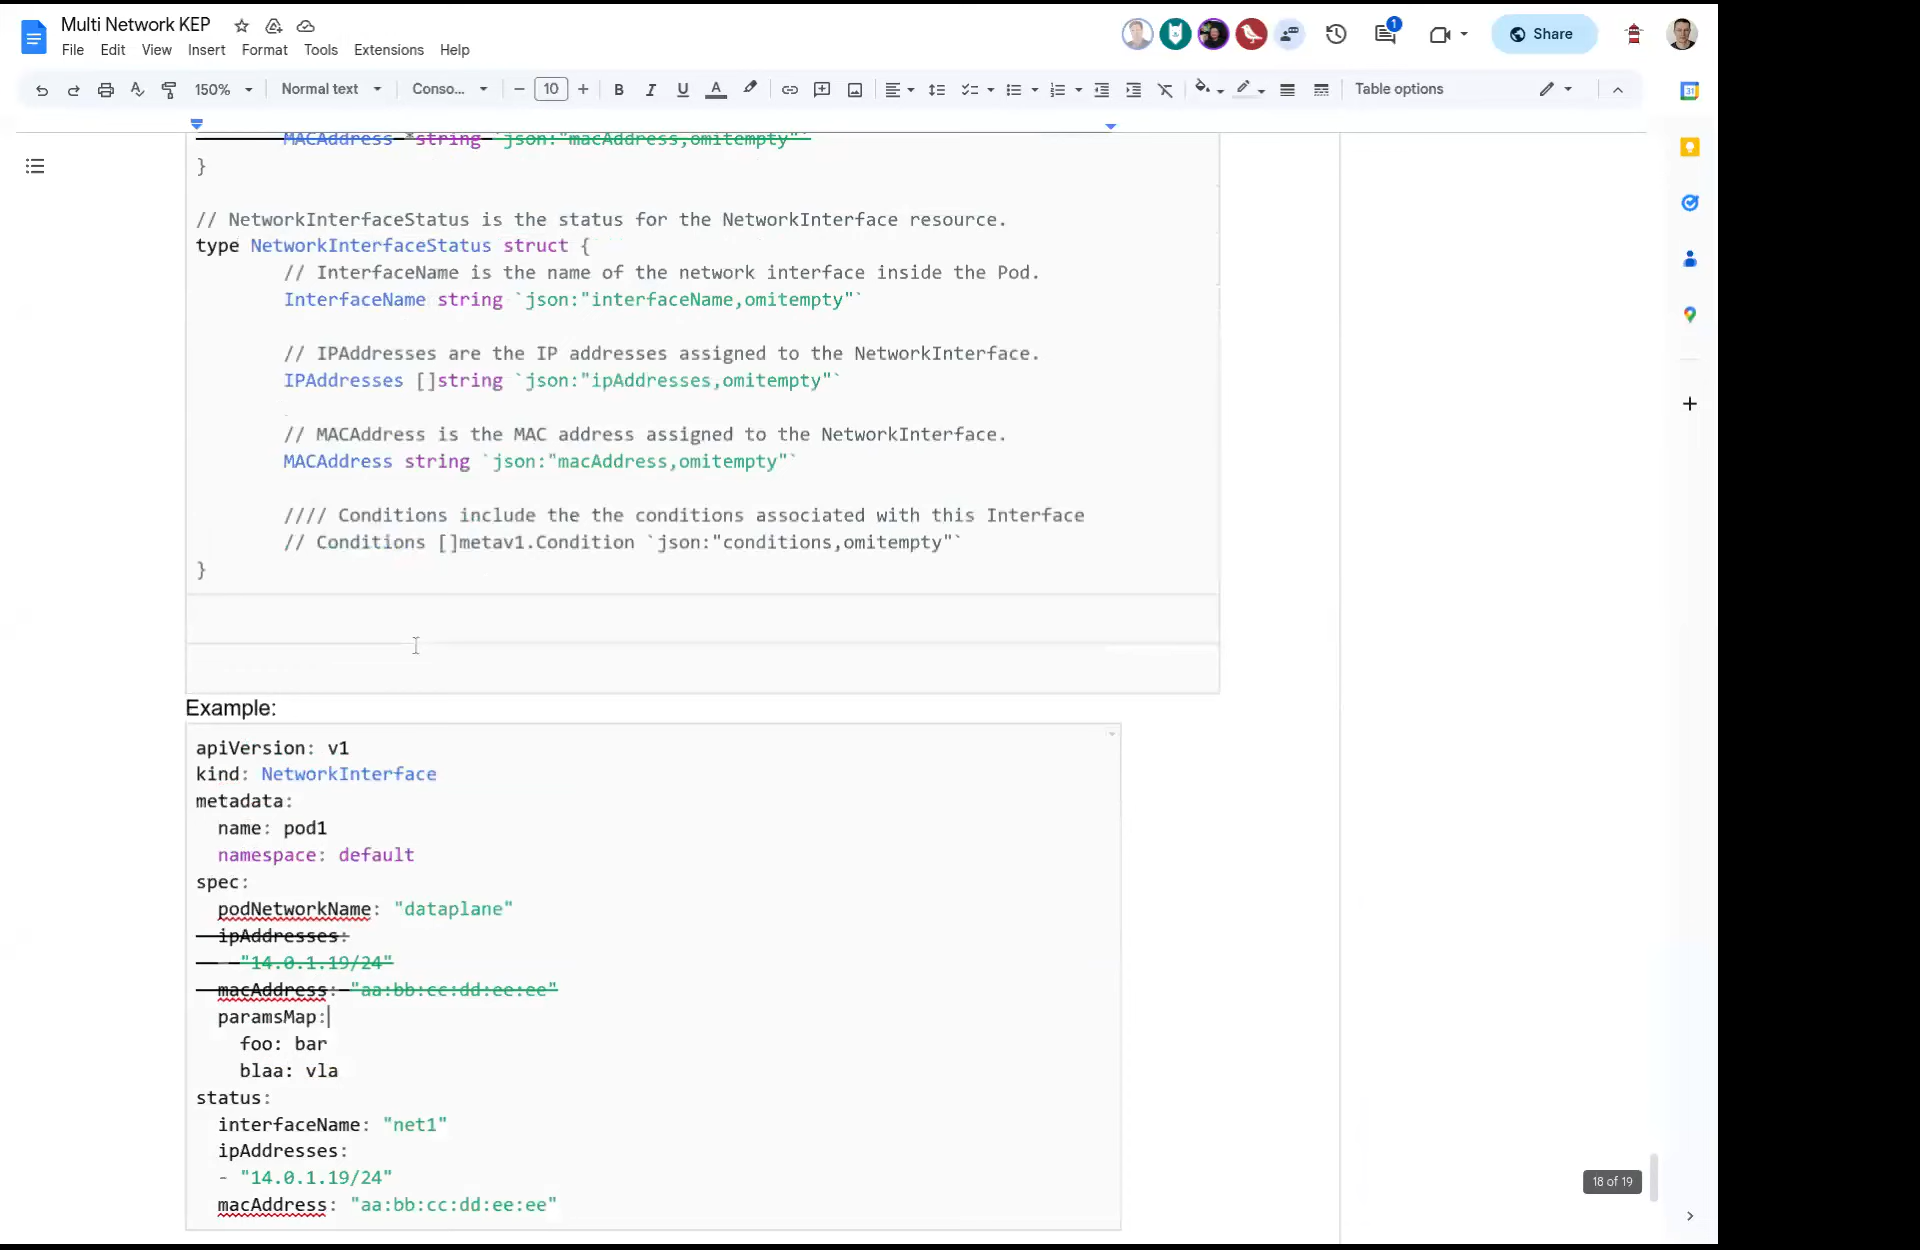 Multi Network KEP
File Edit View Insert Format Tools Extensions Help
1
Share
150% Normal text Conso... 10 Table options
31
MACAddress *string `json:"macAddress,omitempty"`
}
// NetworkInterfaceStatus is the status for the NetworkInterface resource.
type NetworkInterfaceStatus struct {
// InterfaceName is the name of the network interface inside the Pod.
InterfaceName string `json:"interfaceName,omitempty"`
// IPAddresses are the IP addresses assigned to the NetworkInterface.
IPAddresses []string `json:"ipAddresses,omitempty"`
// MACAddress is the MAC address assigned to the NetworkInterface.
MACAddress string `json:"macAddress,omitempty"`
//// Conditions include the the conditions associated with this Interface
// Conditions []metav1.Condition `json:"conditions,omitempty"`
}
Example:
apiVersion: v1
kind: NetworkInterface
metadata:
name: pod1
namespace: default
spec:
podNetworkName: "dataplane"
ipAddresses:
- "14.0.1.19/24"
macAddress: "aa:bb:cc:dd:ee:ee"
paramsMap:
foo: bar
blaa: vla
status:
interfaceName: "net1"
ipAddresses:
- "14.0.1.19/24"
macAddress: "aa:bb:cc:dd:ee:ee"
18 of 19